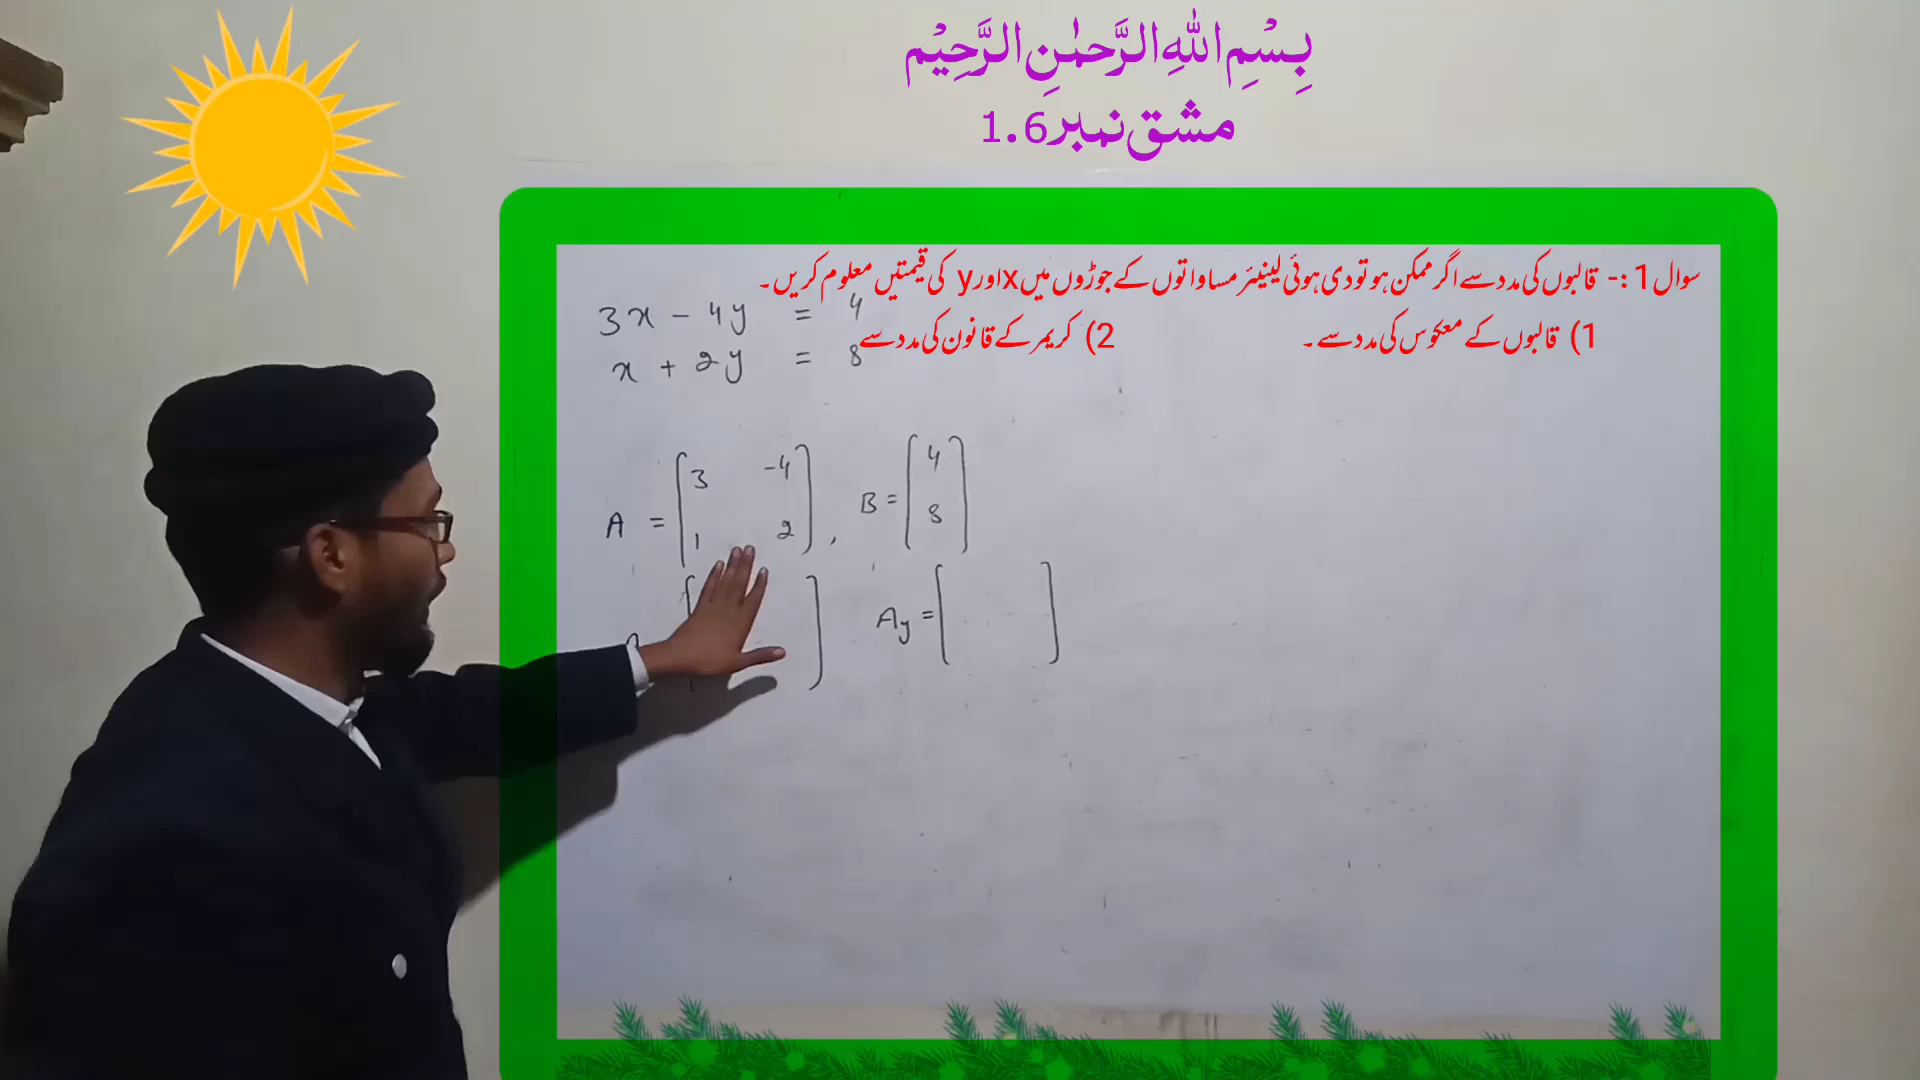 بِسْمِ اللّٰهِ الرَّحمٰنِ الرَّحِيْم
مشق نمبر 1.6
سوال 1 :- قالبوں کی مدد سے اگر ممکن ہو تو دی ہوئی لینیئر مساواتوں کے جوڑوں میں x اور y کی قیمتیں معلوم کریں۔
1) قالبوں کے معکوس کی مدد سے۔ 2) کریمر کے قانون کی مدد سے
3x - 4y = 4
x + 2y = 8
A = [3 -4
1 2] , B = [4
8]
[ ] Ay = [ ]